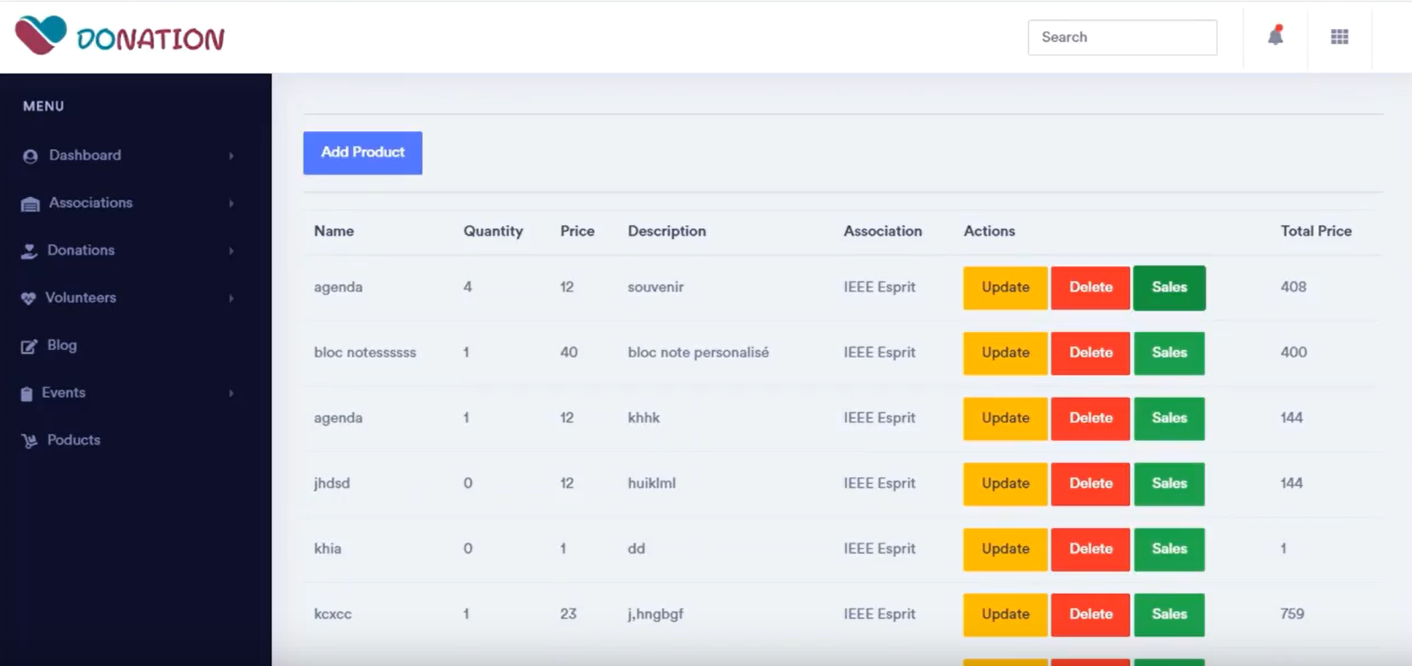 DONATION
Search
MENU
Dashboard
Associations
Donations
Volunteers
Blog
Events
Poducts
Add Product
Name Quantity Price Description Association Actions Total Price
agenda 4 12 souvenir IEEE Esprit Update Delete Sales 408
bloc notessssss 1 40 bloc note personalisé IEEE Esprit Update Delete Sales 400
agenda 1 12 khhk IEEE Esprit Update Delete Sales 144
jhdsd 0 12 huiklml IEEE Esprit Update Delete Sales 144
khia 0 1 dd IEEE Esprit Update Delete Sales 1
kcxcc 1 23 j,hngbgf IEEE Esprit Update Delete Sales 759